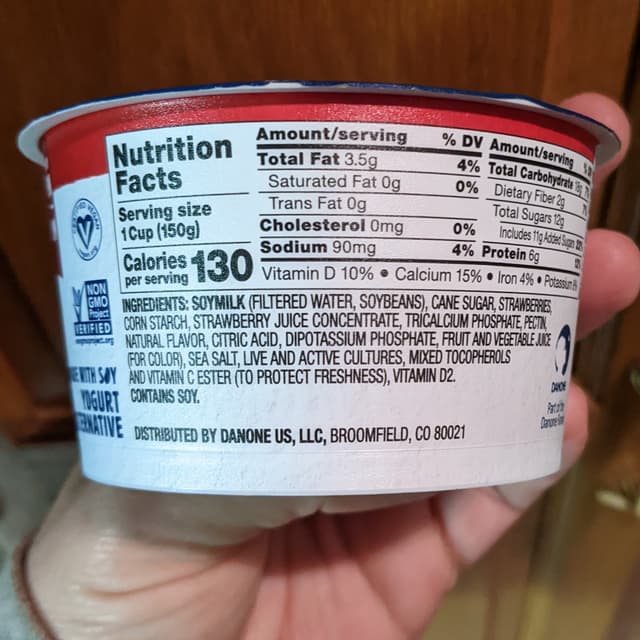 Nutrition
Facts
Serving size
1 Cup (150g)
Calories
per serving
130
Amount/serving % DV
Total Fat 3.5g 4%
Saturated Fat 0g 0%
Trans Fat 0g
Cholesterol 0mg 0%
Sodium 90mg 4%
Amount/serving
Total Carbohydrate 18g
Dietary Fiber 2g
Total Sugars 12g
Includes 11g Added Sugars
Protein 6g
Vitamin D 10% • Calcium 15% • Iron 4% • Potassium
INGREDIENTS: SOYMILK (FILTERED WATER, SOYBEANS), CANE SUGAR, STRAWBERRIES,
CORN STARCH, STRAWBERRY JUICE CONCENTRATE, TRICALCIUM PHOSPHATE, PECTIN,
NATURAL FLAVOR, CITRIC ACID, DIPOTASSIUM PHOSPHATE, FRUIT AND VEGETABLE JUICE
(FOR COLOR), SEA SALT, LIVE AND ACTIVE CULTURES, MIXED TOCOPHEROLS
AND VITAMIN C ESTER (TO PROTECT FRESHNESS), VITAMIN D2.
CONTAINS SOY.
DISTRIBUTED BY DANONE US, LLC, BROOMFIELD, CO 80021
NON
GMO
Project
VERIFIED
WITH SOY
YOGURT
DANONE
Part of the
Danone